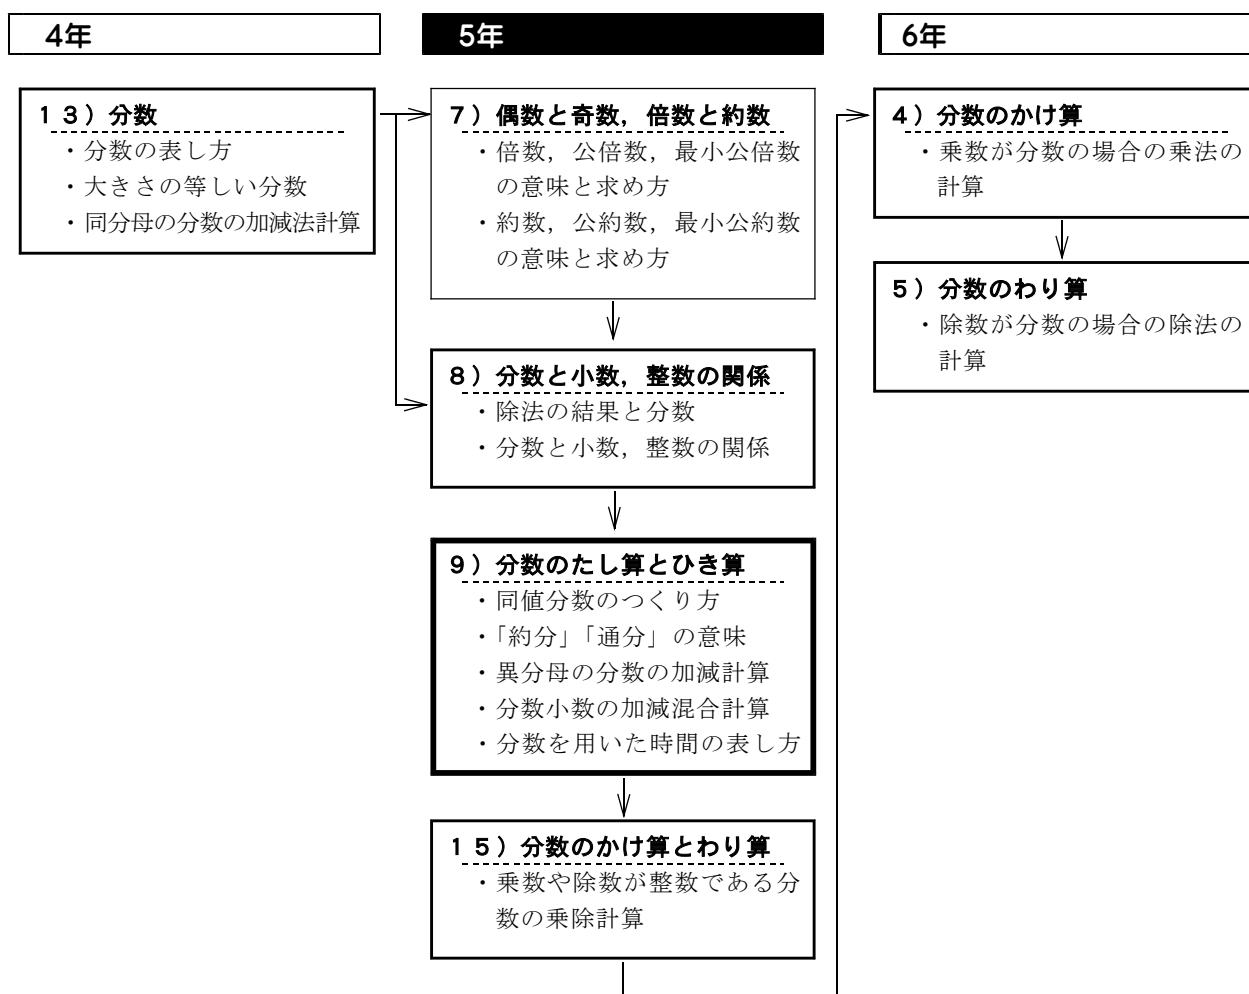 4年
13)分数
・分数の表し方
・大きさの等しい分数
・同分母の分数の加減法計算
5年
7)偶数と奇数，倍数と約数
・倍数，公倍数，最小公倍数
の意味と求め方
・約数，公約数，最小公約数
の意味と求め方
8)分数と小数，整数の関係
・除法の結果と分数
・分数と小数，整数の関係
9)分数のたし算とひき算
・同値分数のつくり方
・「約分」「通分」の意味
・異分母の分数の加減計算
・分数小数の加減混合計算
・分数を用いた時間の表し方
15)分数のかけ算とわり算
・乗数や除数が整数である分
数の乗除計算
6年
4)分数のかけ算
・乗数が分数の場合の乗法の
計算
5)分数のわり算
・除数が分数の場合の除法の
計算